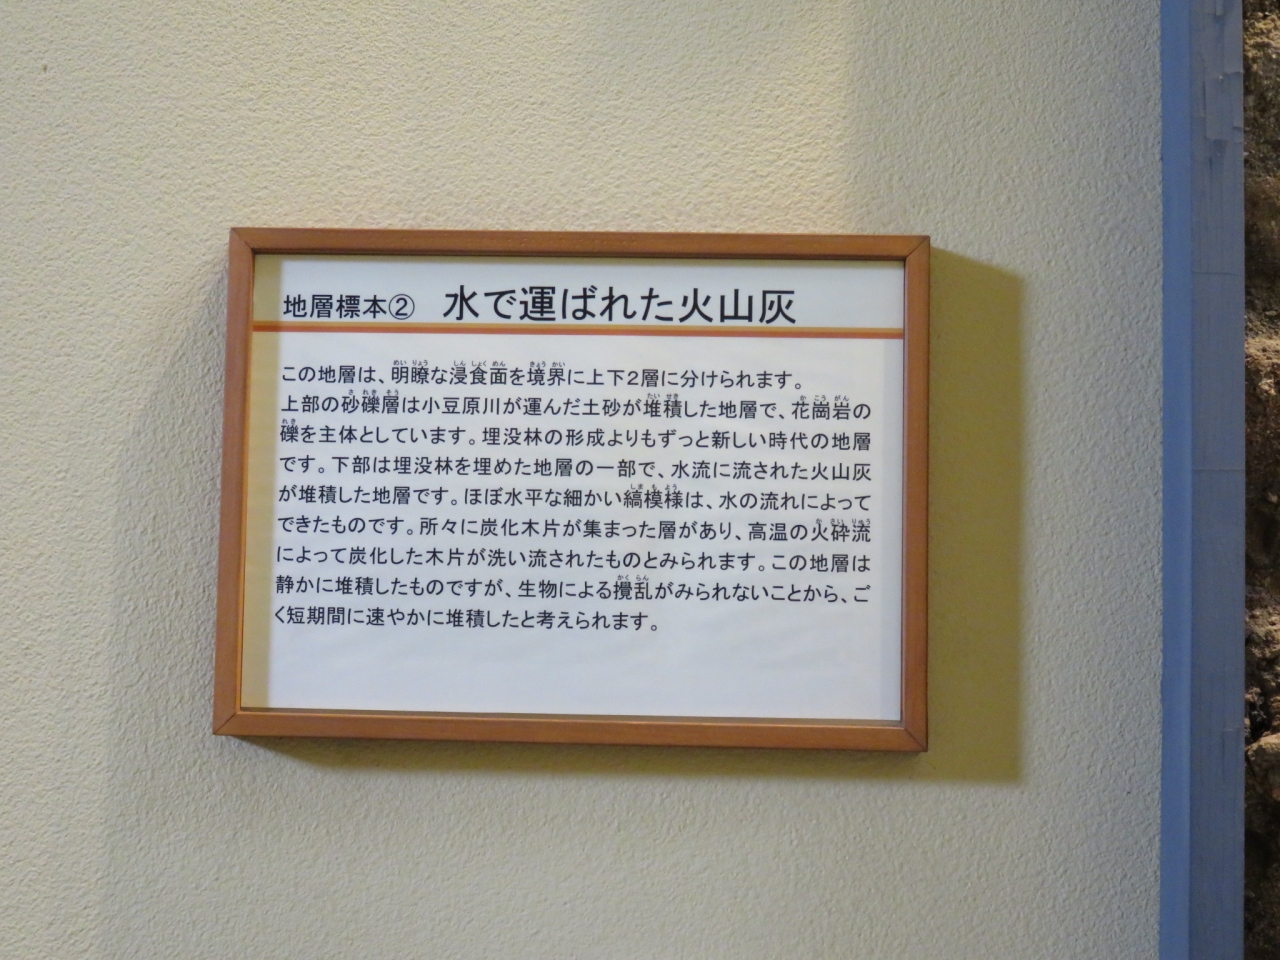 地層標本② 水で運ばれた火山灰
この地層は、明瞭な浸食面を境界に上下2層に分けられます。
上部の砂礫層は小豆原川が運んだ土砂が堆積した地層で、花崗岩の
礫を主体としています。埋没林の形成よりもずっと新しい時代の地層
です。下部は埋没林を埋めた地層の一部で、水流に流された火山灰
が堆積した地層です。ほぼ水平な細かい縞模様は、水の流れによって
できたものです。所々に炭化木片が集まった層があり、高温の火砕流
によって炭化した木片が洗い流されたものとみられます。この地層は
静かに堆積したものですが、生物による攪乱がみられないことから、ご
く短期間に速やかに堆積したと考えられます。